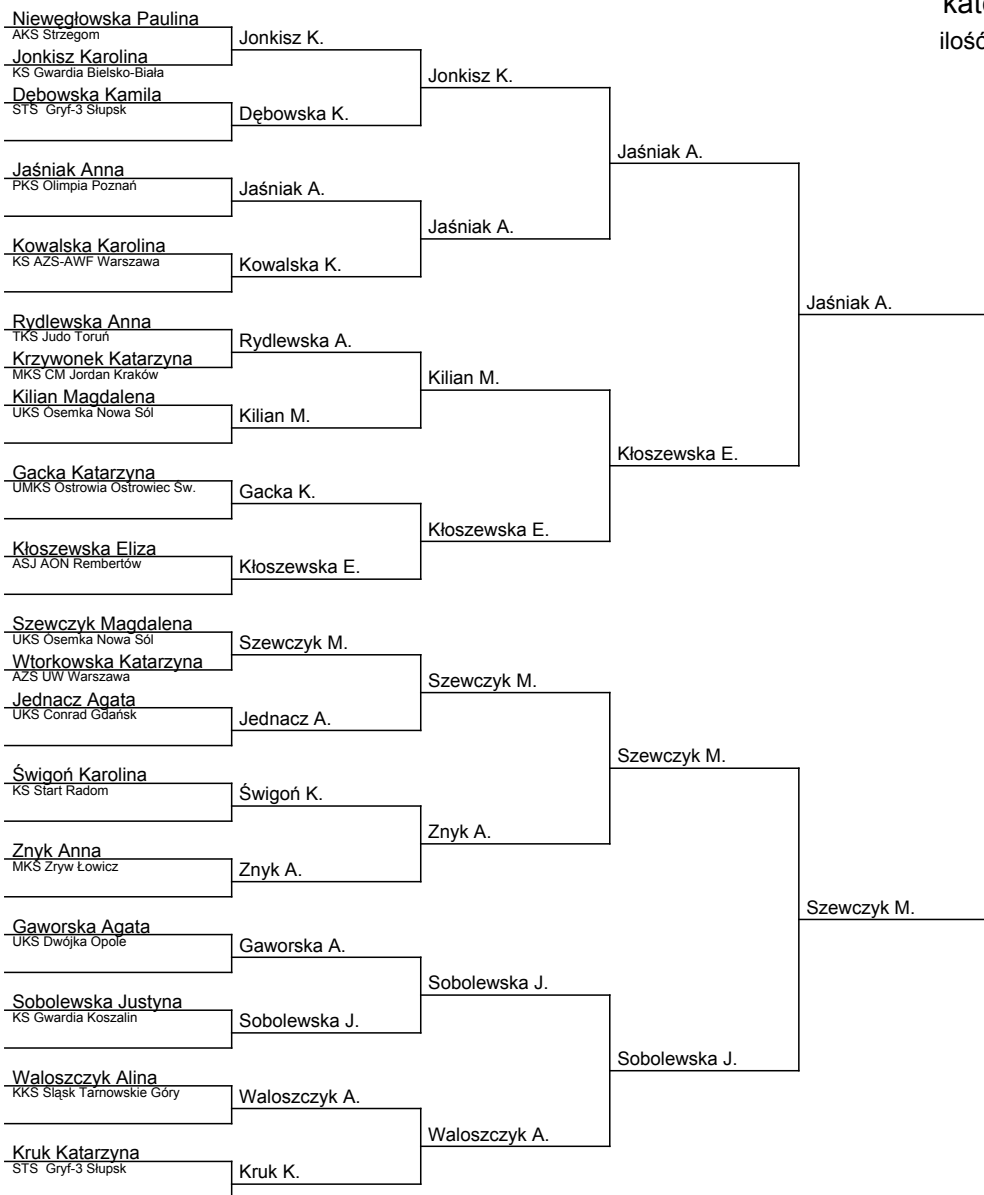 kat
ilość
Niewęgłowska Paulina
AKS Strzegom
Jonkisz Karolina
KS Gwardia Bielsko-Biała
Dębowska Kamila
STS Gryf-3 Słupsk
Jaśniak Anna
PKS Olimpia Poznań
Kowalska Karolina
KS AZS-AWF Warszawa
Rydlewska Anna
TKS Judo Toruń
Krzywonek Katarzyna
MKS CM Jordan Kraków
Kilian Magdalena
UKS Ósemka Nowa Sól
Gacka Katarzyna
UMKS Ostrowia Ostrowiec Św.
Kłoszewska Eliza
ASJ AON Rembertów
Szewczyk Magdalena
UKS Ósemka Nowa Sól
Wtorkowska Katarzyna
AZS UW Warszawa
Jednacz Agata
UKS Conrad Gdańsk
Świgoń Karolina
KS Start Radom
Znyk Anna
MKS Zryw Łowicz
Gaworska Agata
UKS Dwójka Opole
Sobolewska Justyna
KS Gwardia Koszalin
Waloszczyk Alina
KKS Śląsk Tarnowskie Góry
Kruk Katarzyna
STS Gryf-3 Słupsk
Jonkisz K.
Dębowska K.
Jaśniak A.
Kowalska K.
Rydlewska A.
Kilian M.
Gacka K.
Kłoszewska E.
Szewczyk M.
Jednacz A.
Świgoń K.
Znyk A.
Gaworska A.
Sobolewska J.
Waloszczyk A.
Kruk K.
Jonkisz K.
Jaśniak A.
Kilian M.
Kłoszewska E.
Szewczyk M.
Znyk A.
Sobolewska J.
Waloszczyk A.
Jaśniak A.
Kłoszewska E.
Szewczyk M.
Sobolewska J.
Jaśniak A.
Szewczyk M.